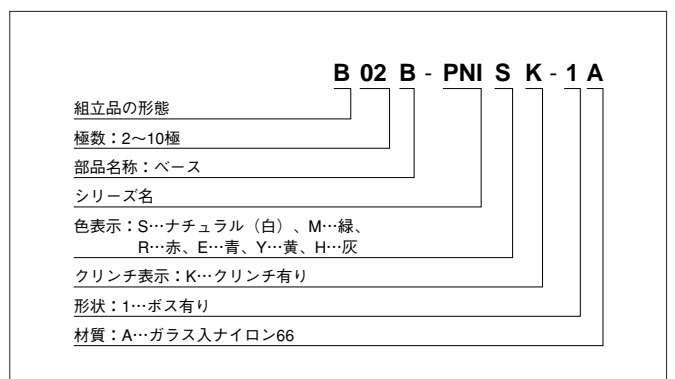 B 02 B - PNI S K - 1 A
組立品の形態
極数：2〜10極
部品名称：ベース
シリーズ名
色表示：S…ナチュラル（白）、M…緑、
R…赤、E…青、Y…黄、H…灰
クリンチ表示：K…クリンチ有り
形状：1…ボス有り
材質：A…ガラス入ナイロン66